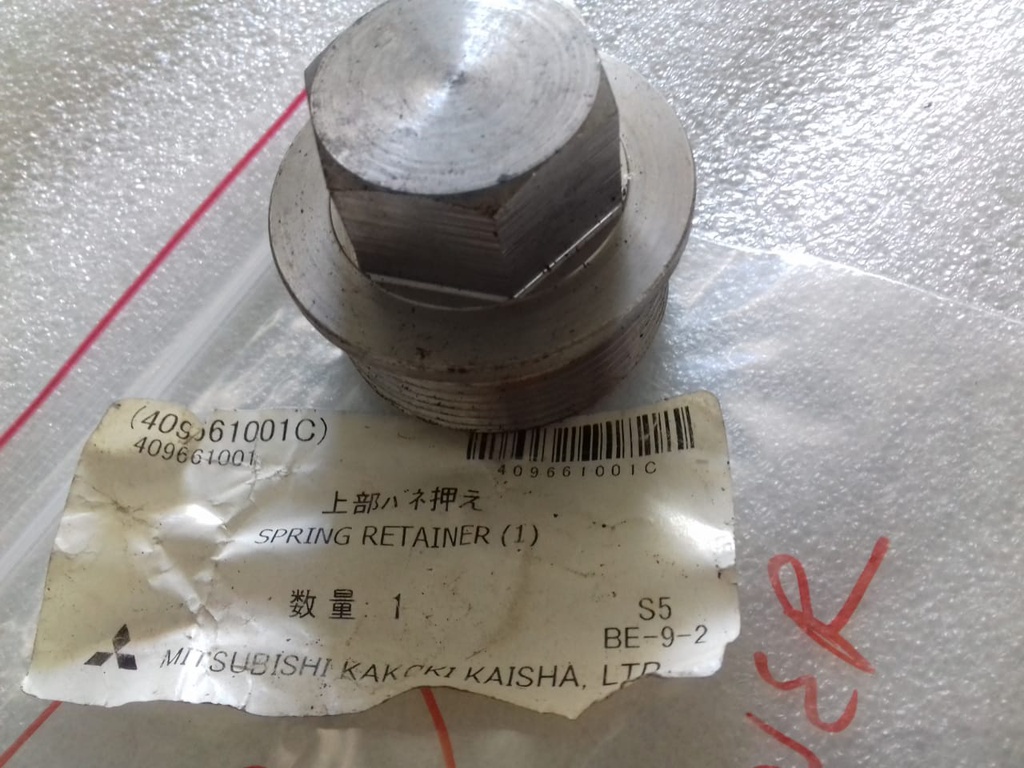 (409661001C)
409661001
409661001C
上部バネ押え
SPRING RETAINER (1)
数量 1
S5
BE-9-2
MITSUBISHI KAKOKI KAISHA, LTD